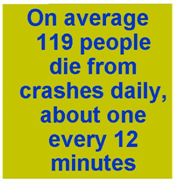 On average
119 people
die from
crashes daily,
about one
every 12
minutes